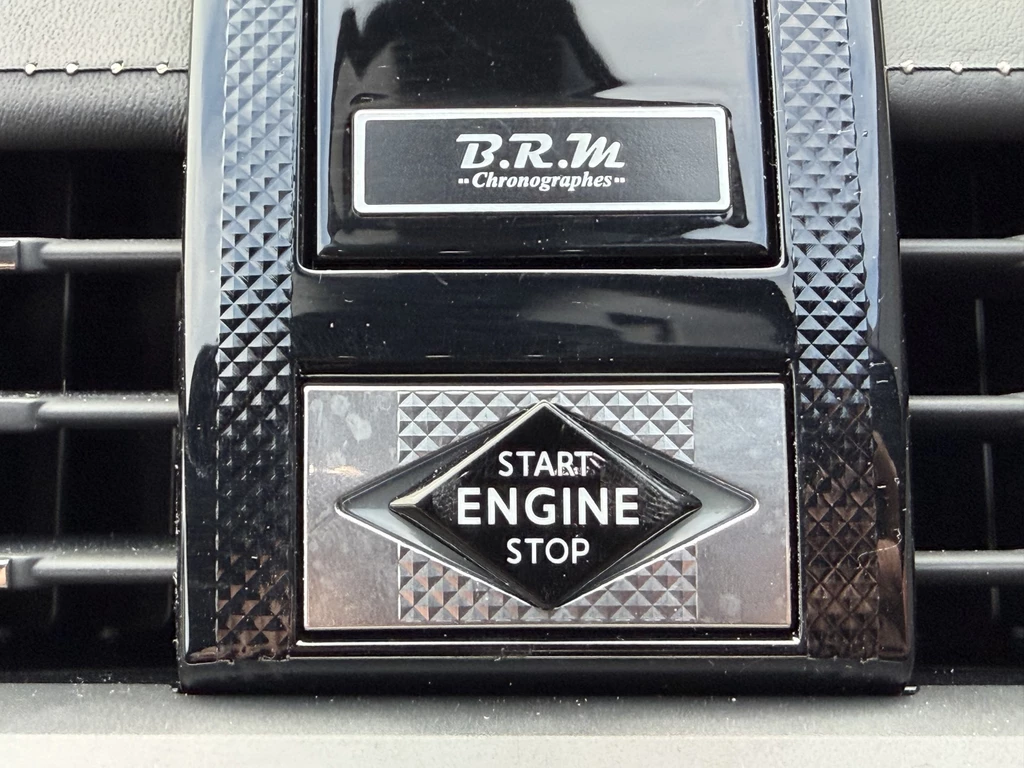 B.R.M
Chronographes
START
ENGINE
STOP